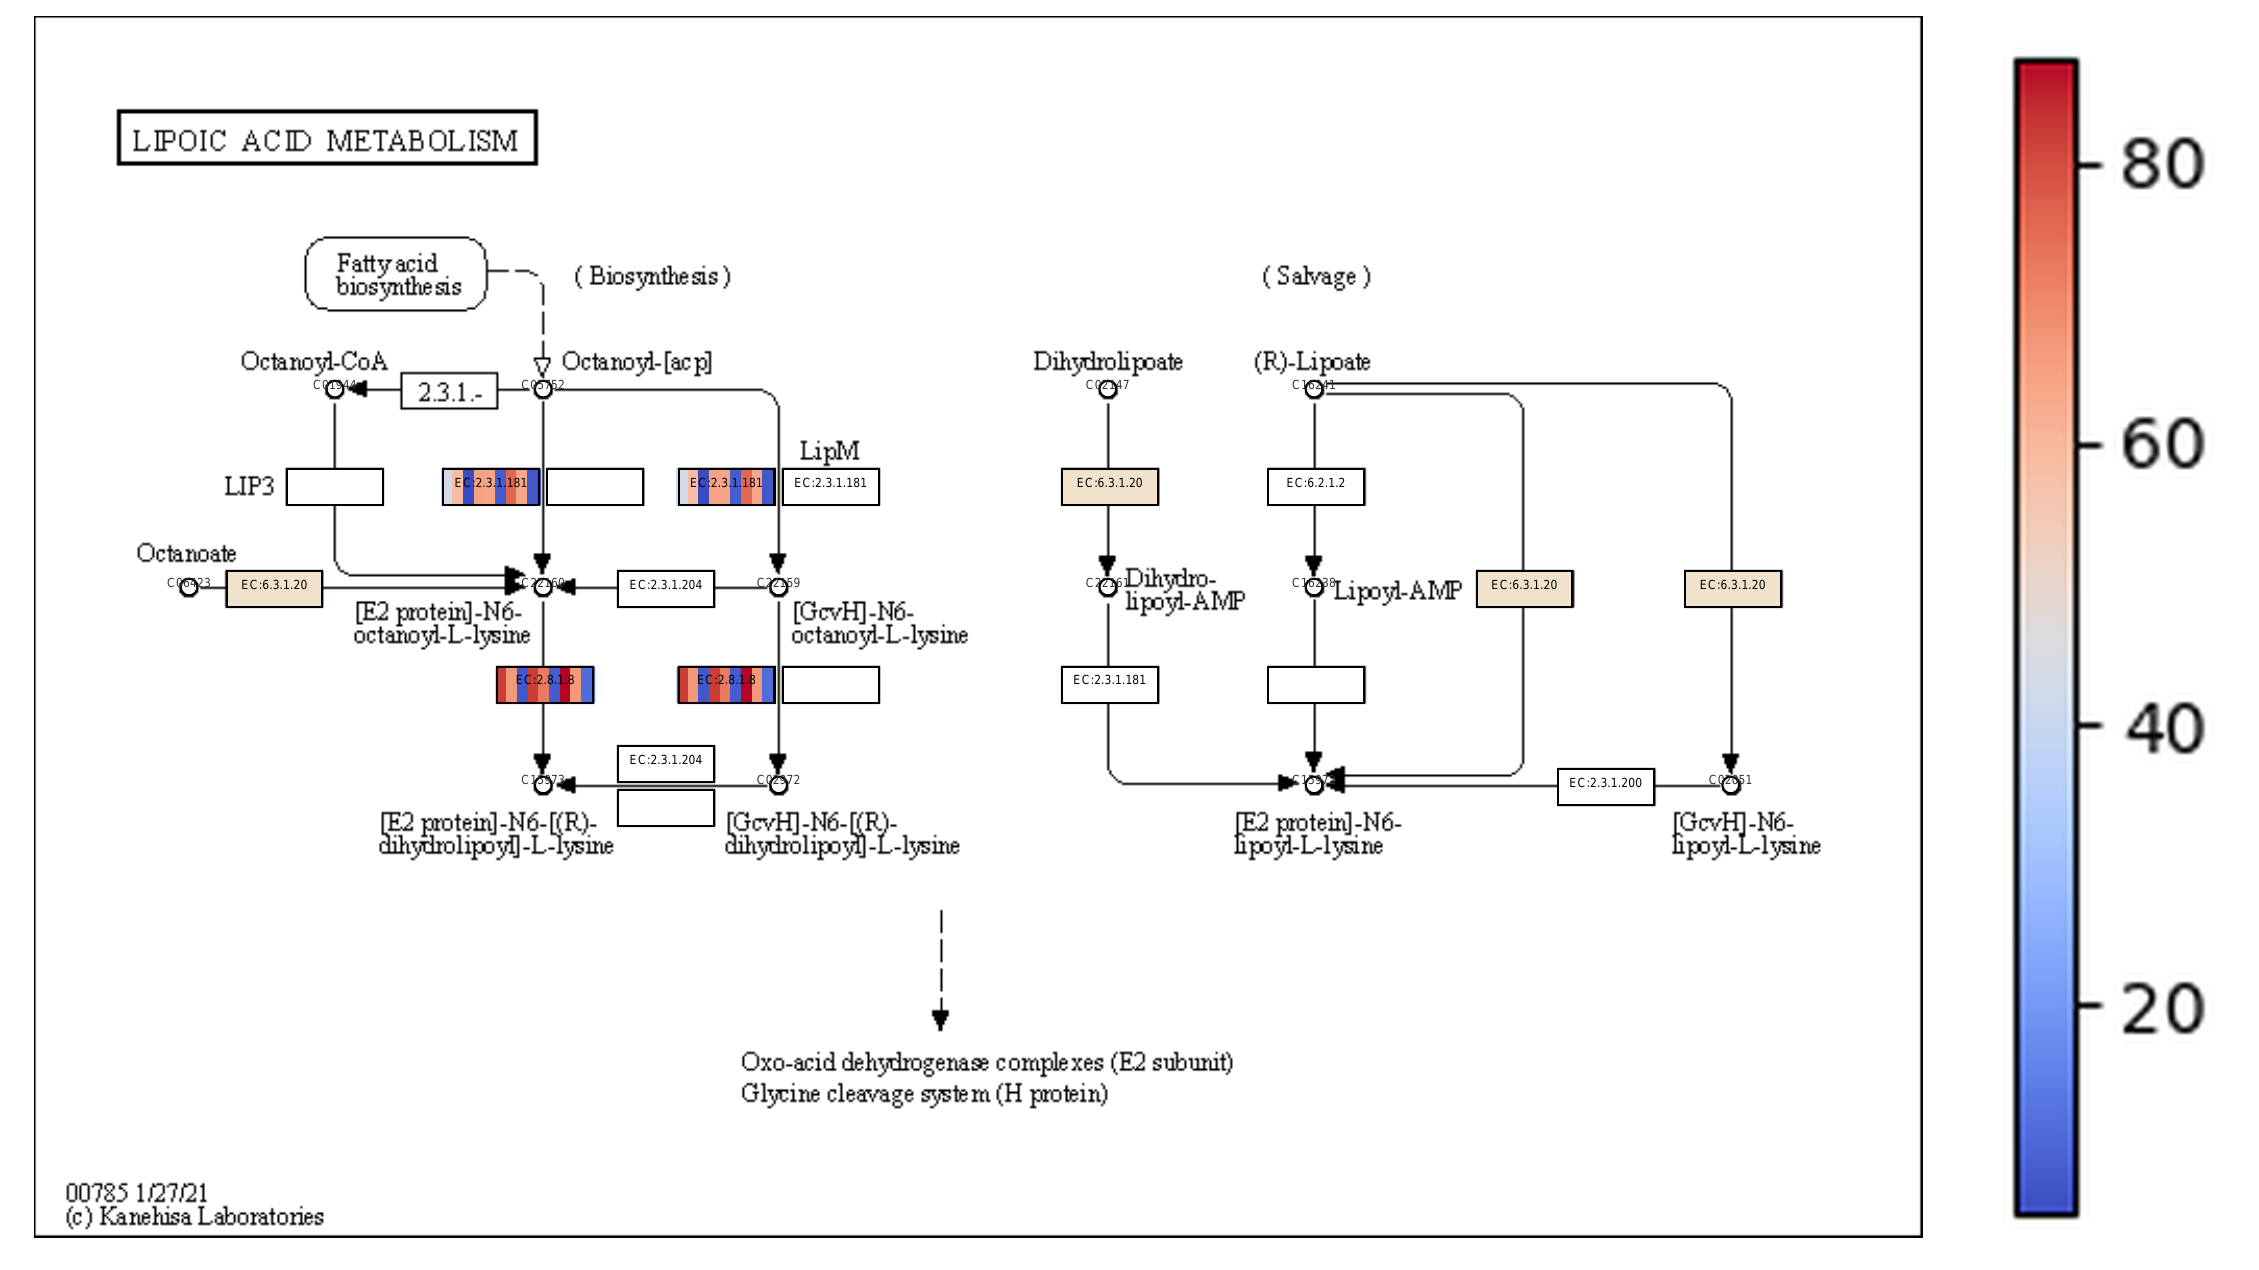 LIPOIC ACID METABOLISM
80
60
40
20
Fatty acid
biosynthesis
( Biosynthesis )
( Salvage )
Octanoyl-CoA
Octanoyl-[acp]
Dihydrolipoate
(R)-Lipoate
2.3.1.-
C05752
C02147
C16241
LipM
LIP3
EC:2.3.1.181
EC:2.3.1.181
EC:2.3.1.181
EC:6.3.1.20
EC:6.2.1.2
Octanoate
C06423
EC:6.3.1.20
EC:2.3.1.204
C22159
Dihydro-
lipoyl-AMP
C16238
Lipoyl-AMP
EC:6.3.1.20
EC:6.3.1.20
[E2 protein]-N6-
octanoyl-L-lysine
[GcvH]-N6-
octanoyl-L-lysine
EC:2.8.1.8
EC:2.8.1.8
EC:2.3.1.181
EC:2.3.1.204
C15973
C02972
EC:2.3.1.200
C02051
[E2 protein]-N6-[(R)-
dihydrolipoyl]-L-lysine
[GcvH]-N6-[(R)-
dihydrolipoyl]-L-lysine
[E2 protein]-N6-
lipoyl-L-lysine
[GcvH]-N6-
lipoyl-L-lysine
Oxo-acid dehydrogenase complexes (E2 subunit)
Glycine cleavage system (H protein)
00785 1/27/21
(c) Kanehisa Laboratories